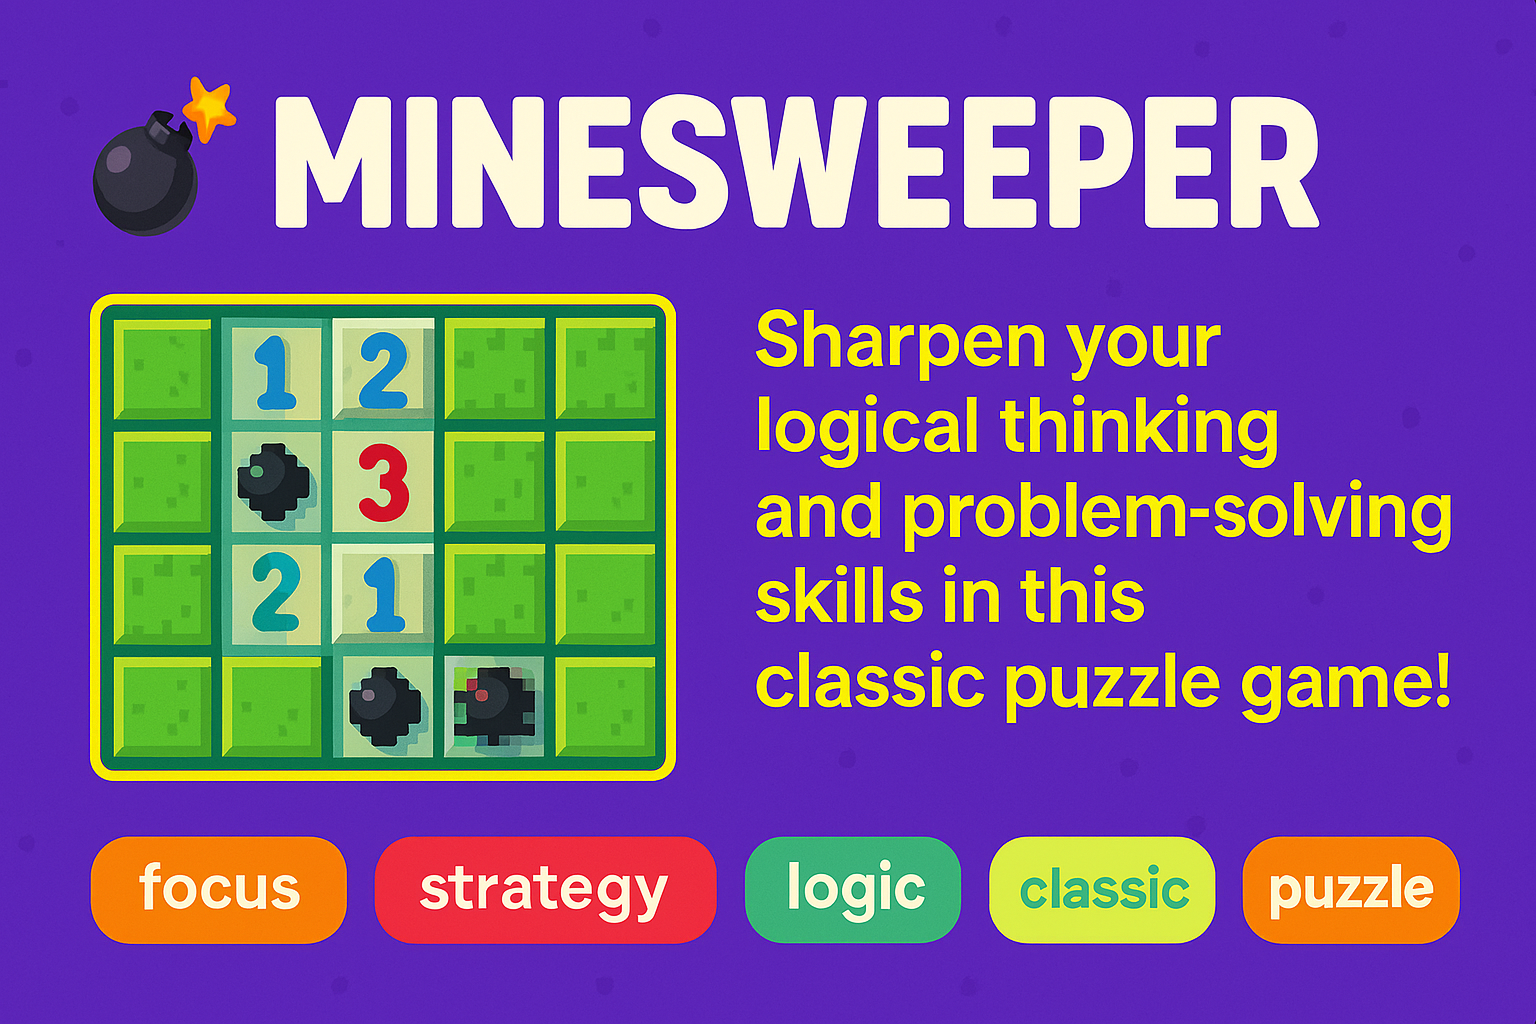 MINESWEEPER
1 2
3
2 1
Sharpen your
logical thinking
and problem-solving
skills in this
classic puzzle game!
focus strategy logic classic puzzle